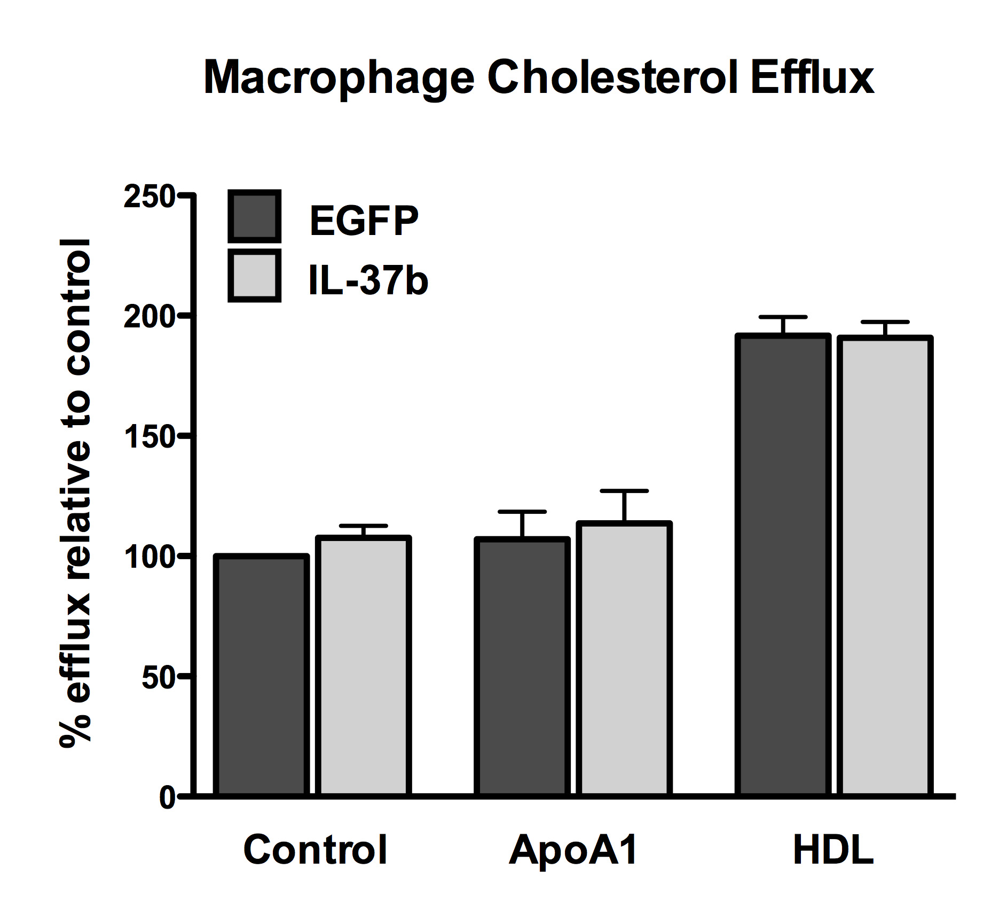 Macrophage Cholesterol Efflux
EGFP
IL-37b
% efflux relative to control
250
200
150
100
50
0
Control
ApoA1
HDL